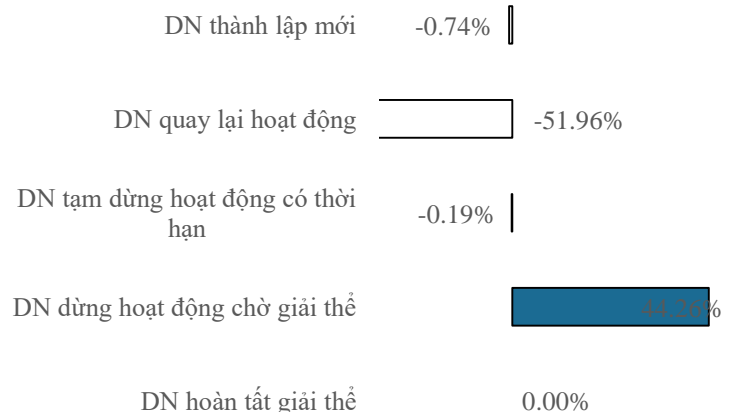 DN thành lập mới -0.74%
DN quay lại hoạt động -51.96%
DN tạm dừng hoạt động có thời
hạn
-0.19%
DN dừng hoạt động chờ giải thể 44.26%
DN hoàn tất giải thể 0.00%